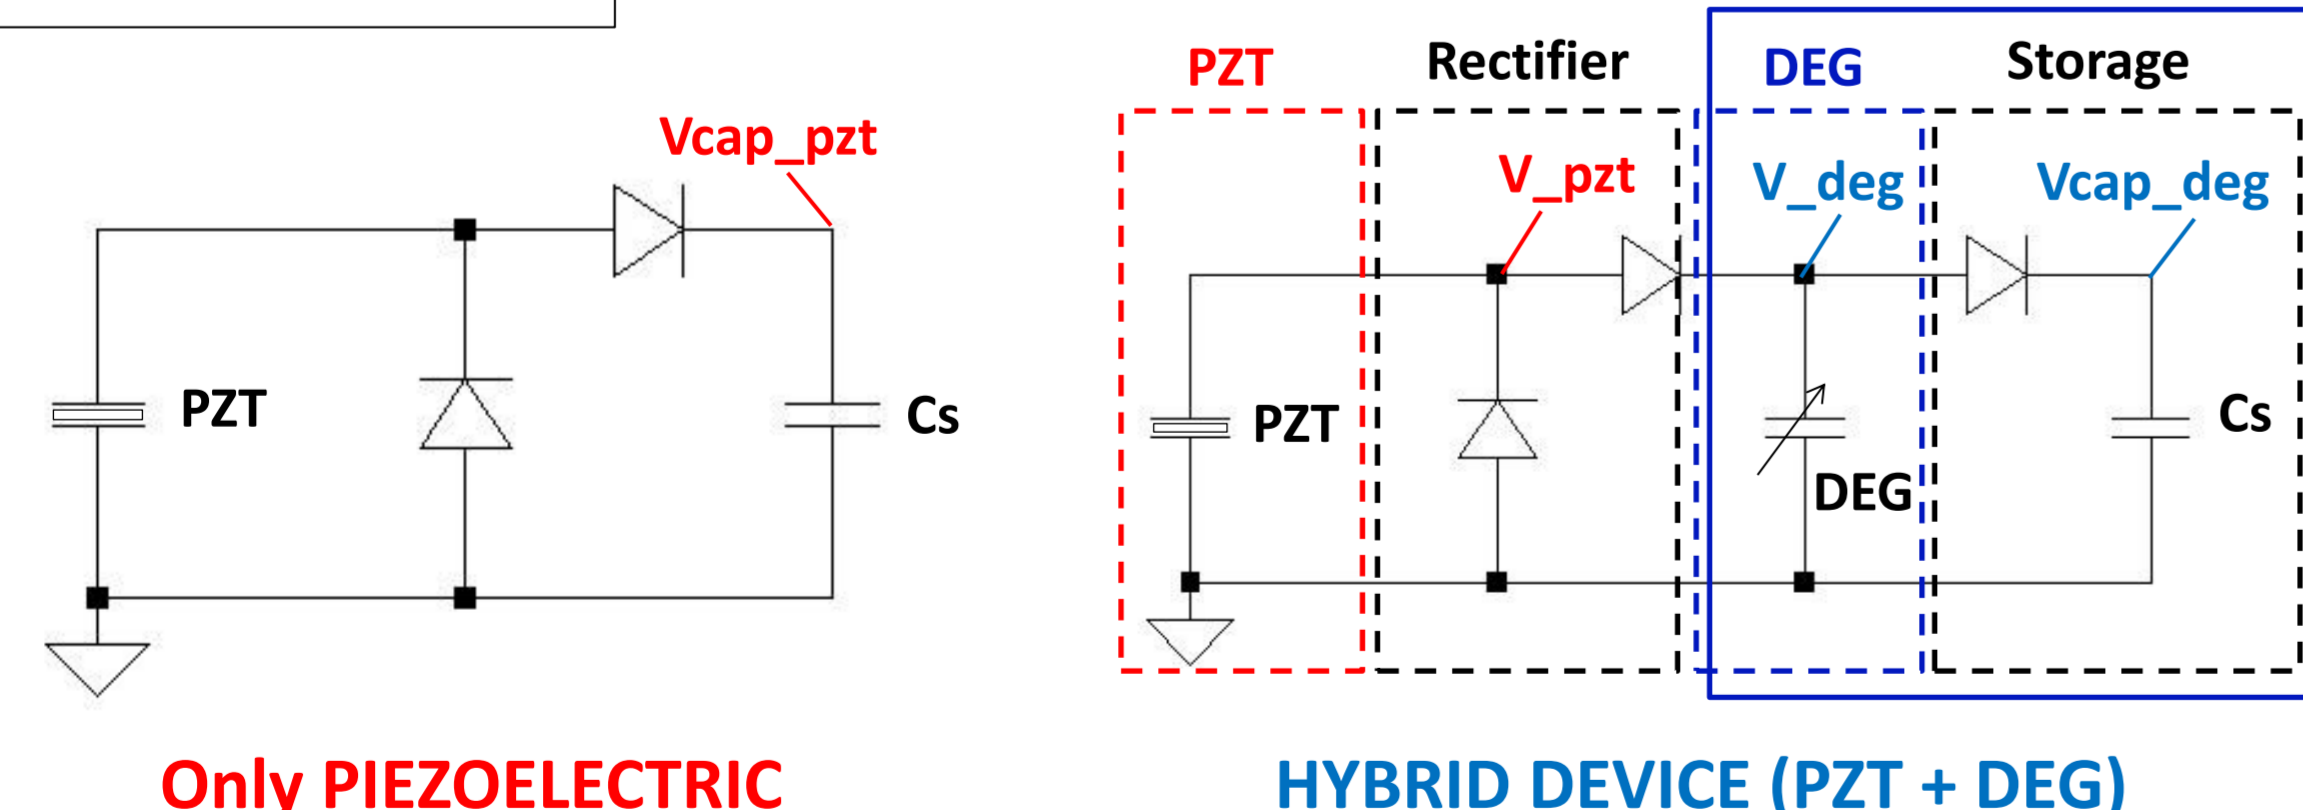 Vcap_pzt
PZT
Cs
Only PIEZOELECTRIC
PZT
Rectifier
DEG
Storage
V_pzt
V_deg
Vcap_deg
PZT
DEG
Cs
HYBRID DEVICE (PZT + DEG)